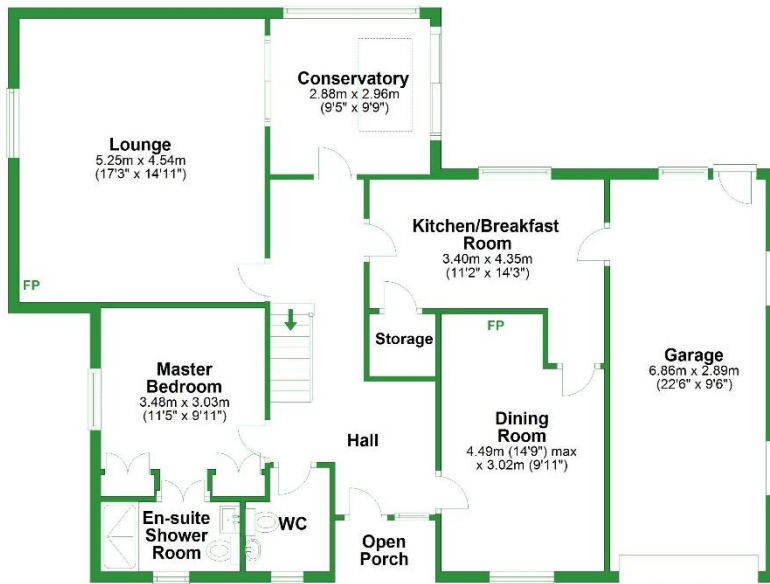 Conservatory
2.88m x 2.96m
(9'5" x 9'9")
Lounge
5.25m x 4.54m
(17'3" x 14'11")
FP
Kitchen/Breakfast
Room
3.40m x 4.35m
(11'2" x 14'3")
Storage
FP
Garage
6.86m x 2.89m
(22'6" x 9'6")
Master
Bedroom
3.48m x 3.03m
(11'5" x 9'11")
Hall
Dining
Room
4.49m (14'9") max
x 3.02m (9'11")
En-suite
Shower
Room
WC
Open
Porch